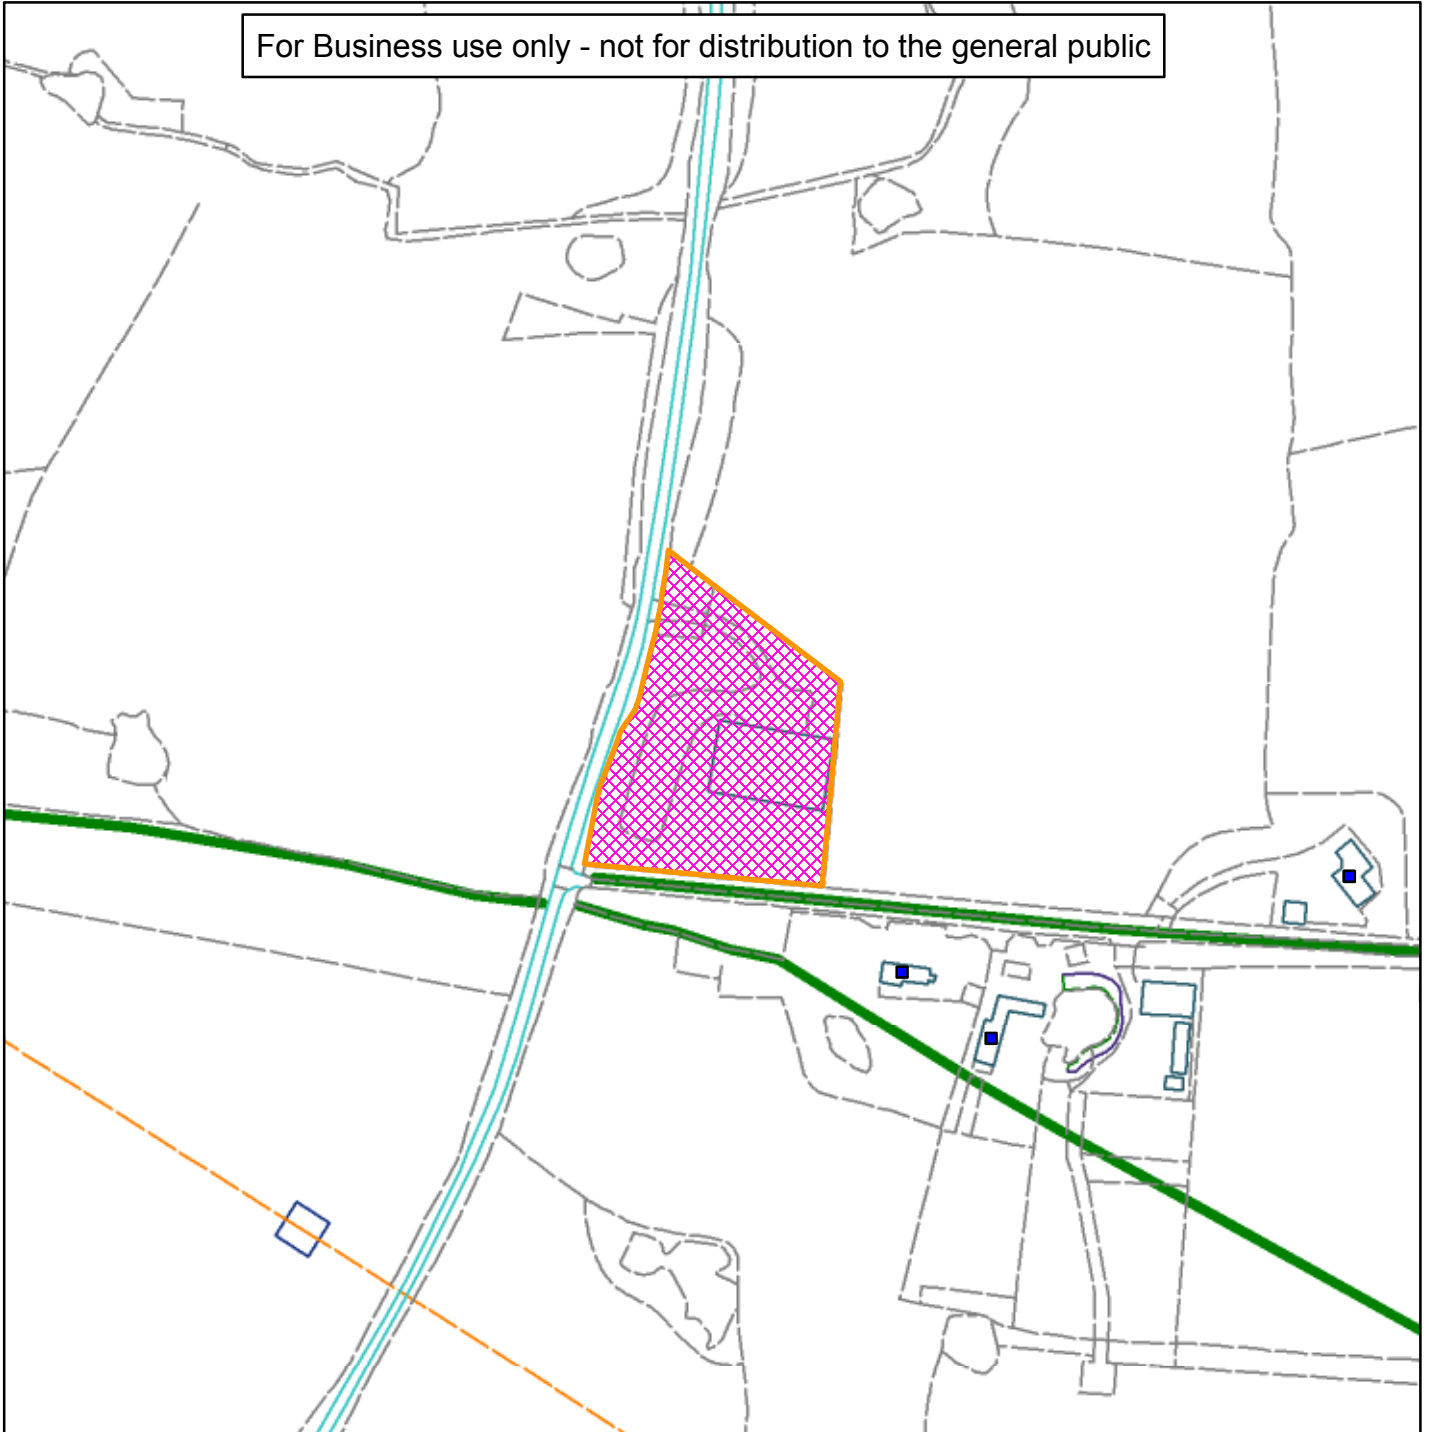 For Business use only - not for distribution to the general public